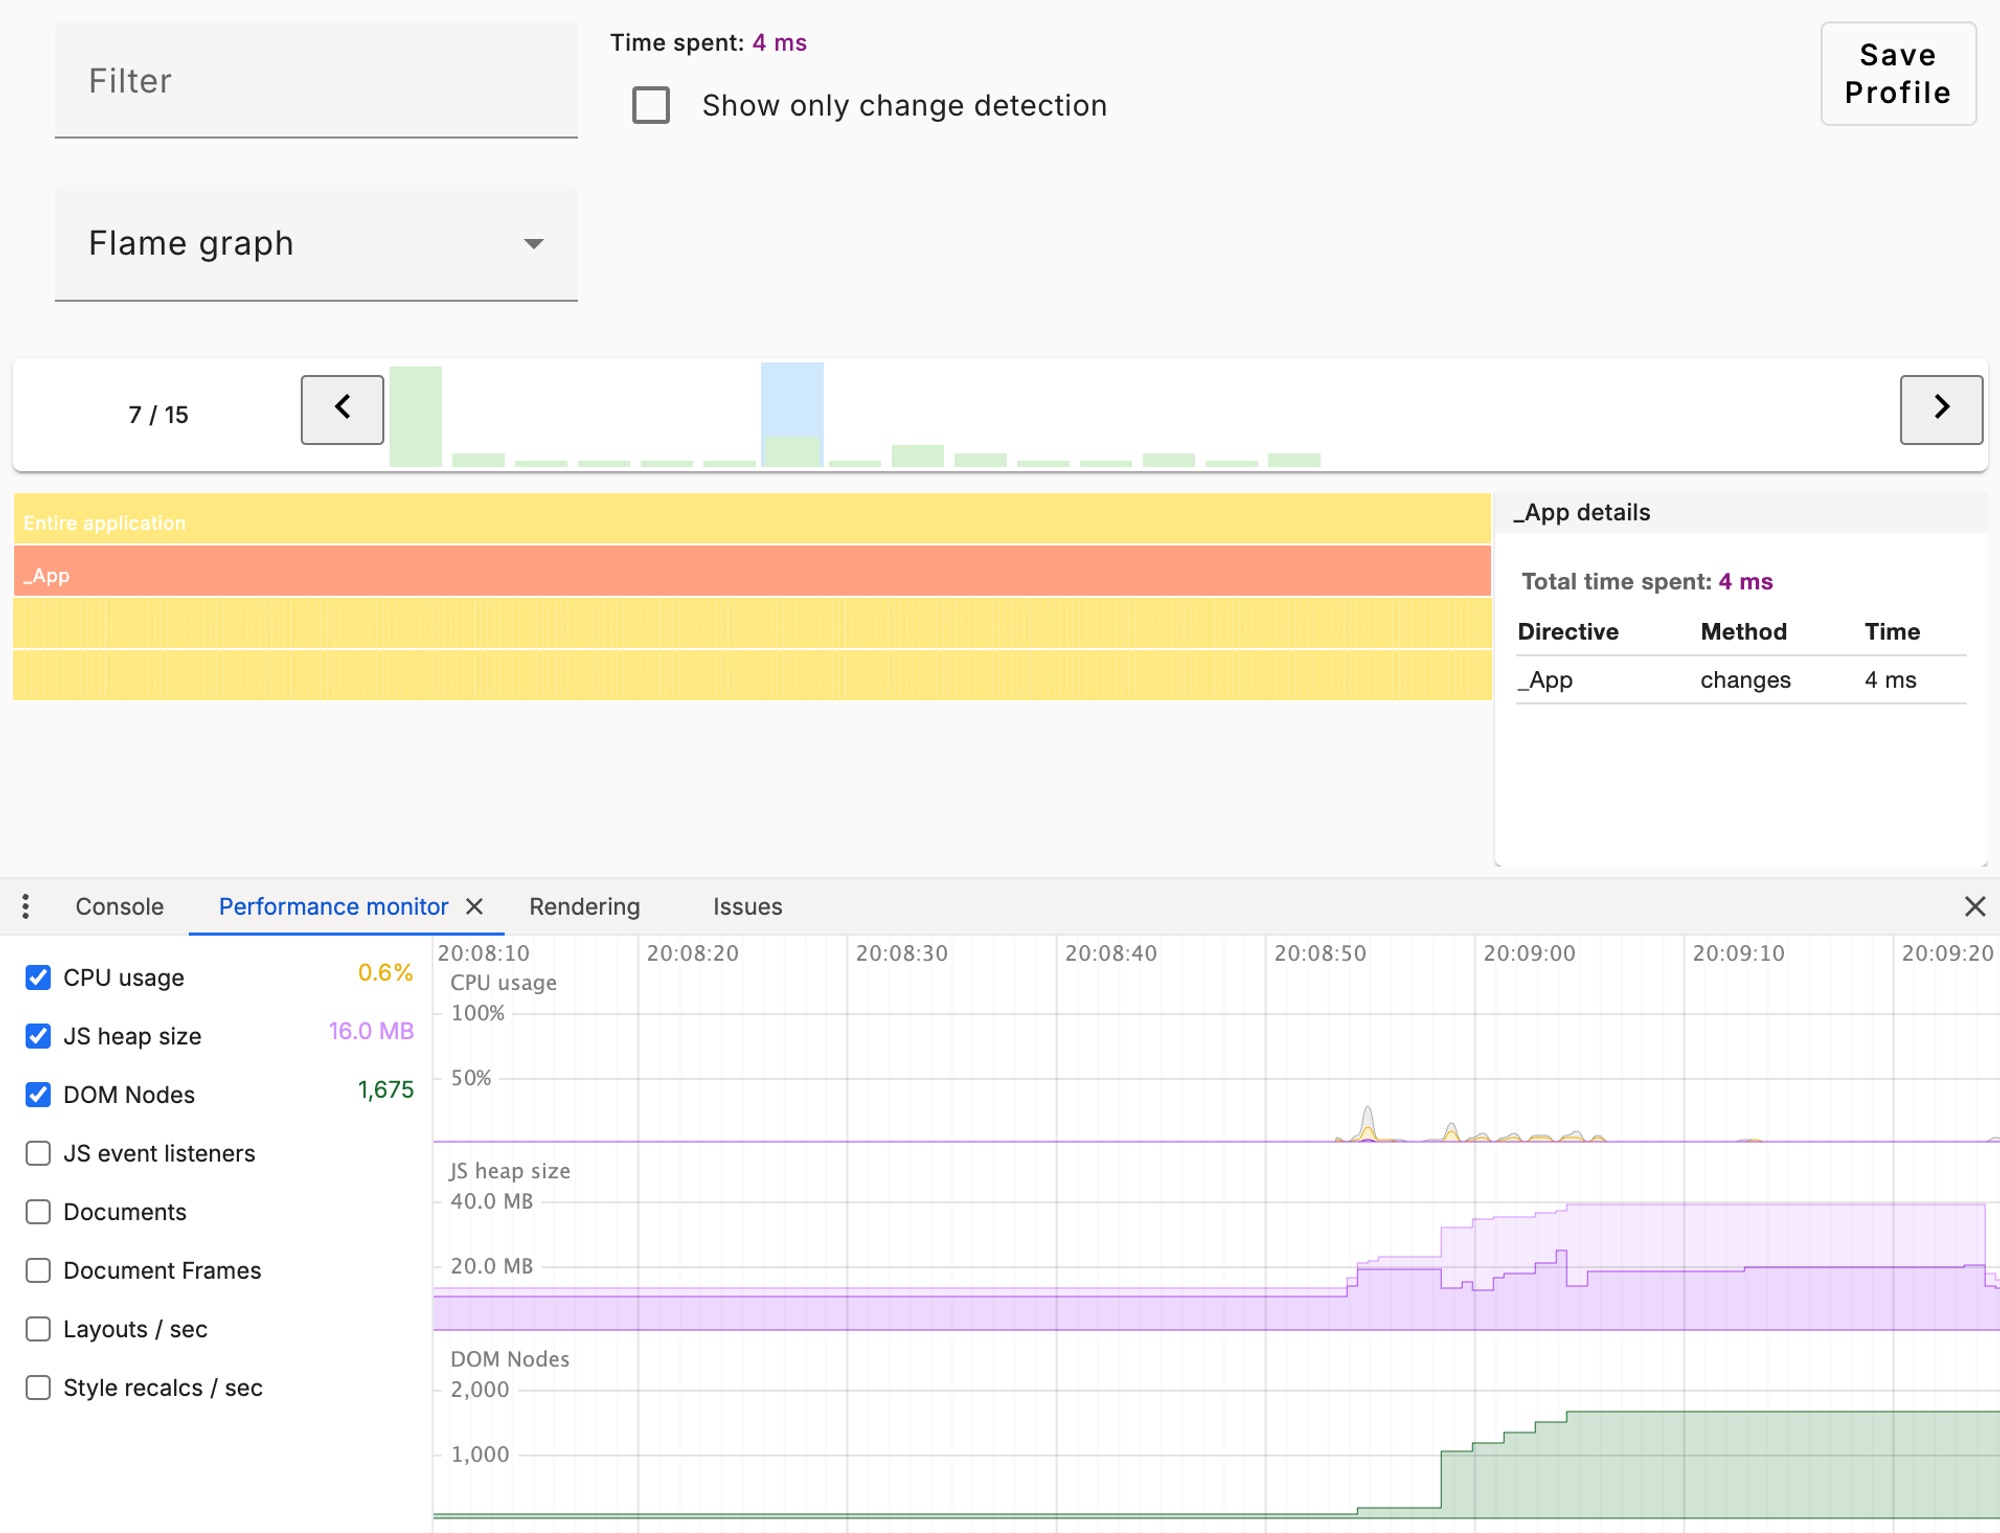 Filter
Time spent: 4 ms
Show only change detection
Save
Profile
Flame graph
7 / 15
Entire application
_App
_App details
Total time spent: 4 ms
Directive Method Time
_App changes 4 ms
Console Performance monitor Rendering Issues
CPU usage 0.6%
JS heap size 16.0 MB
DOM Nodes 1,675
JS event listeners
Documents
Document Frames
Layouts / sec
Style recalcs / sec
20:08:10 20:08:20 20:08:30 20:08:40 20:08:50 20:09:00 20:09:10 20:09:20
CPU usage
100%
50%
JS heap size
40.0 MB
20.0 MB
DOM Nodes
2,000
1,000